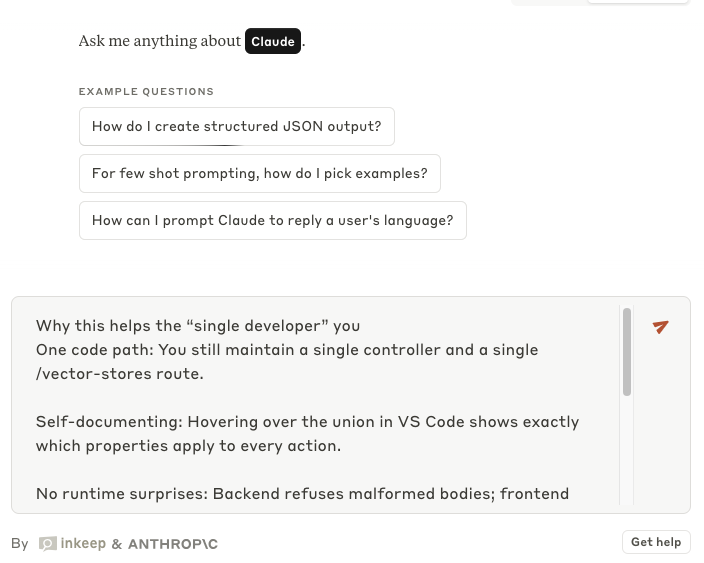 Ask me anything about Claude.
EXAMPLE QUESTIONS
How do I create structured JSON output?
For few shot prompting, how do I pick examples?
How can I prompt Claude to reply a user's language?
Why this helps the “single developer” you
One code path: You still maintain a single controller and a single
/vector-stores route.
Self-documenting: Hovering over the union in VS Code shows exactly
which properties apply to every action.
No runtime surprises: Backend refuses malformed bodies; frontend
By inkeep & ANTHROP\C
Get help